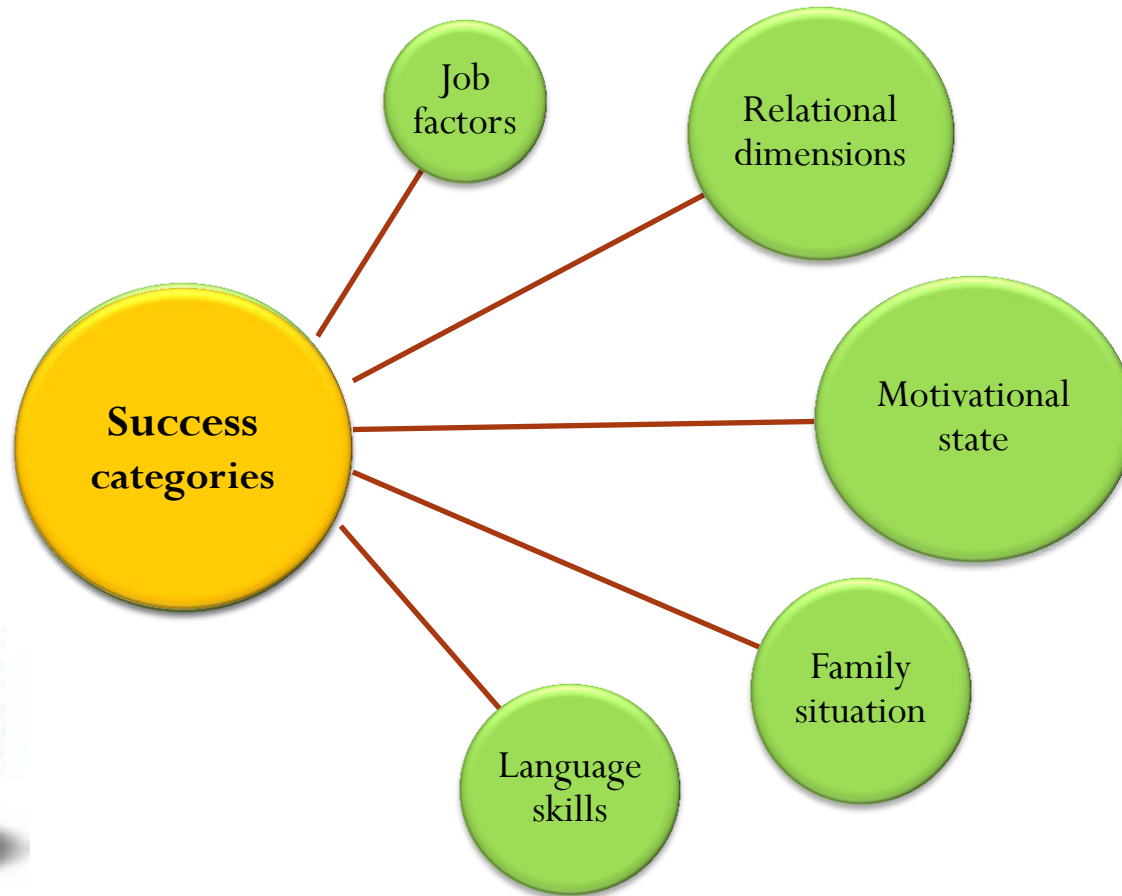 Job
factors
Relational
dimensions
Motivational
state
Success
categories
Family
situation
Language
skills